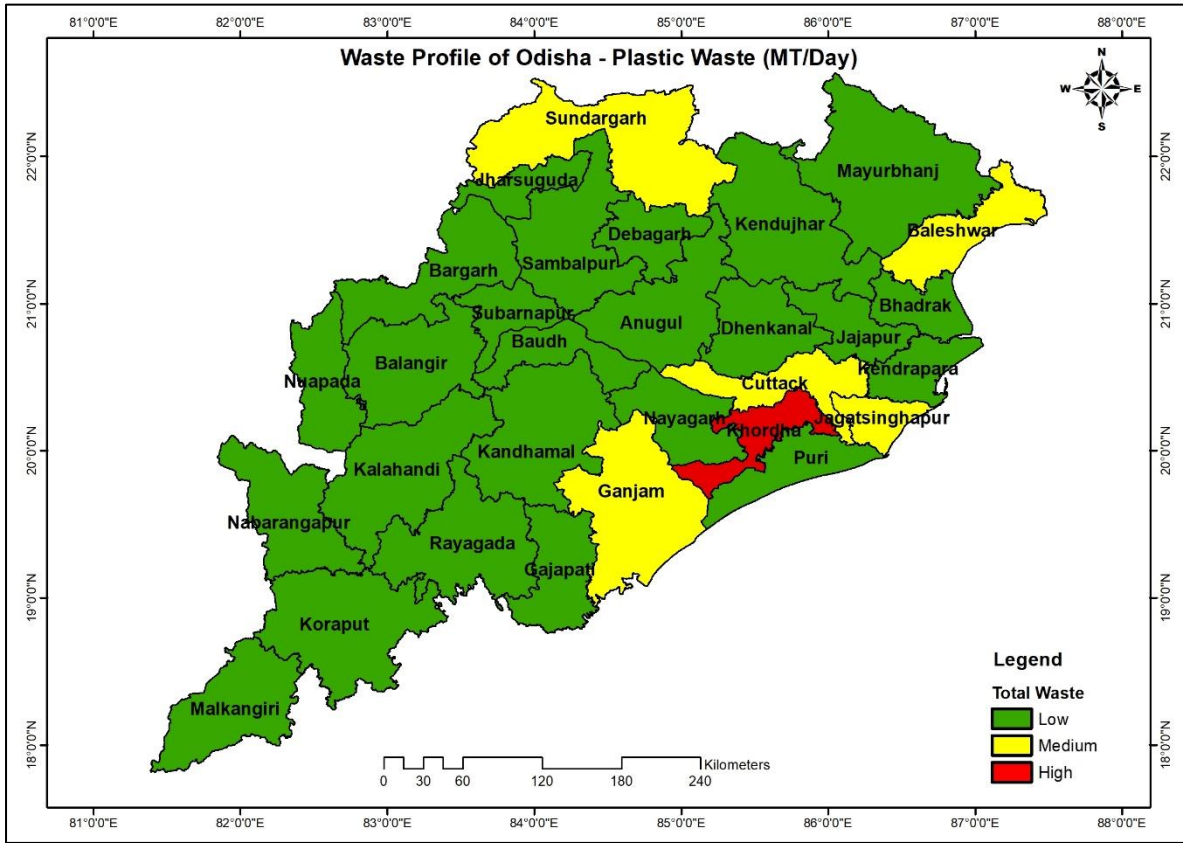 81°0'0"E 82°0'0"E 83°0'0"E 84°0'0"E 85°0'0"E 86°0'0"E 87°0'0"E 88°0'0"E
Waste Profile of Odisha - Plastic Waste (MT/Day)
N
W E
S
22°0'0"N 22°0'0"N
21°0'0"N 21°0'0"N
20°0'0"N 20°0'0"N
19°0'0"N 19°0'0"N
18°0'0"N 18°0'0"N
Sundargarh
Mayurbhanj
Jharsuguda
Kendujhar
Baleshwar
Debagarh
Sambalpur
Bargarh
Bhadrak
Subarnapur
Anugul
Dhenkanal
Jajapur
Baudh
Balangir
Kendrapara
Nuapada
Cuttack
Nayagarh
Khordha
Jagatsinghapur
Puri
Kandhamal
Kalahandi
Ganjam
Nabarangapur
Rayagada
Gajapati
Koraput
Malkangiri
Legend
Total Waste
Low
Medium
High
Kilometers
0 30 60 120 180 240
81°0'0"E 82°0'0"E 83°0'0"E 84°0'0"E 85°0'0"E 86°0'0"E 87°0'0"E 88°0'0"E